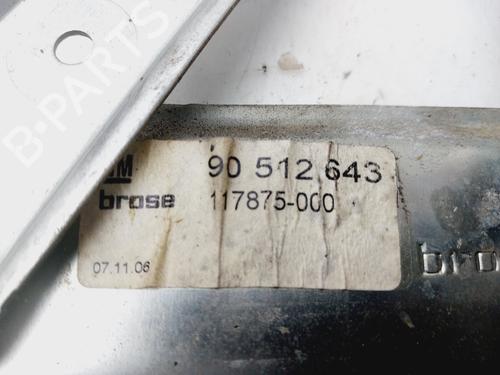 B-PARTS
GM 90 512 643
brose 117875-000
07.11.06
bro